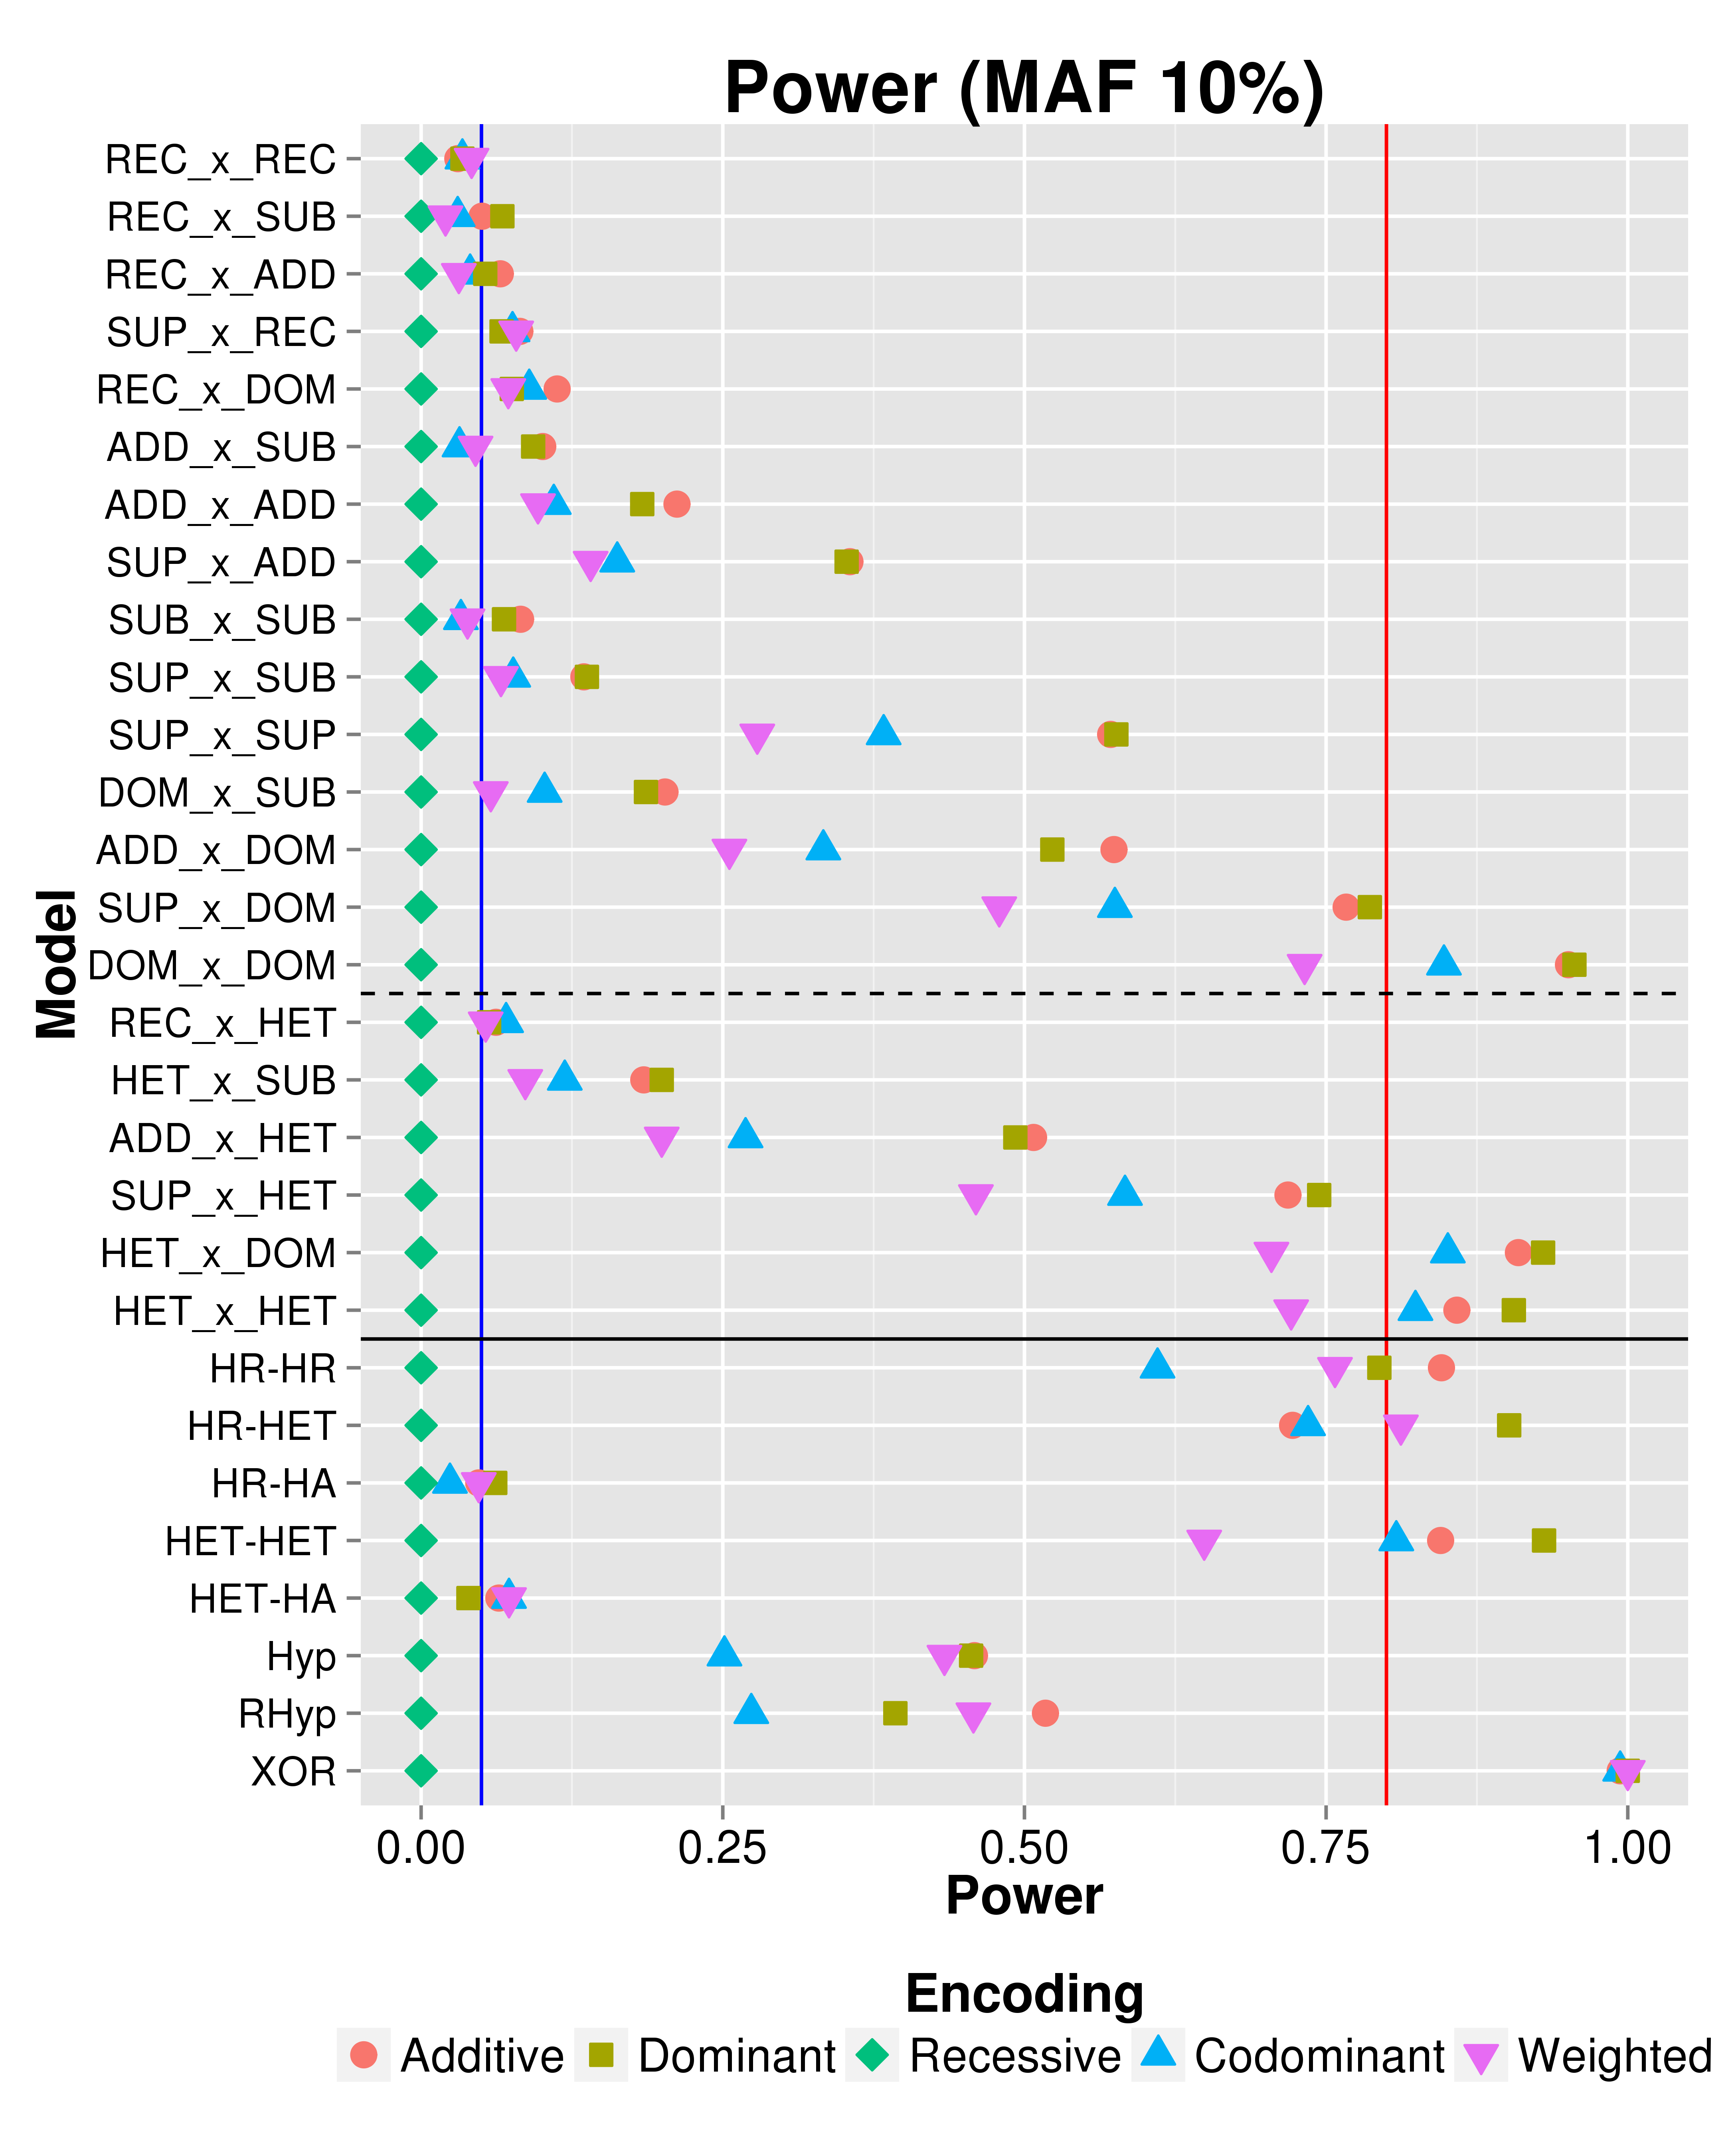 Power (MAF 10%)
REC_x_REC
REC_x_SUB
REC_x_ADD
SUP_x_REC
REC_x_DOM
ADD_x_SUB
ADD_x_ADD
SUP_x_ADD
SUB_x_SUB
SUP_x_SUB
SUP_x_SUP
DOM_x_SUB
ADD_x_DOM
SUP_x_DOM
DOM_x_DOM
REC_x_HET
HET_x_SUB
ADD_x_HET
SUP_x_HET
HET_x_DOM
HET_x_HET
HR-HR
HR-HET
HR-HA
HET-HET
HET-HA
Hyp
RHyp
XOR
Model
0.00 0.25 0.50 0.75 1.00
Power
Encoding
Additive Dominant Recessive Codominant Weighted